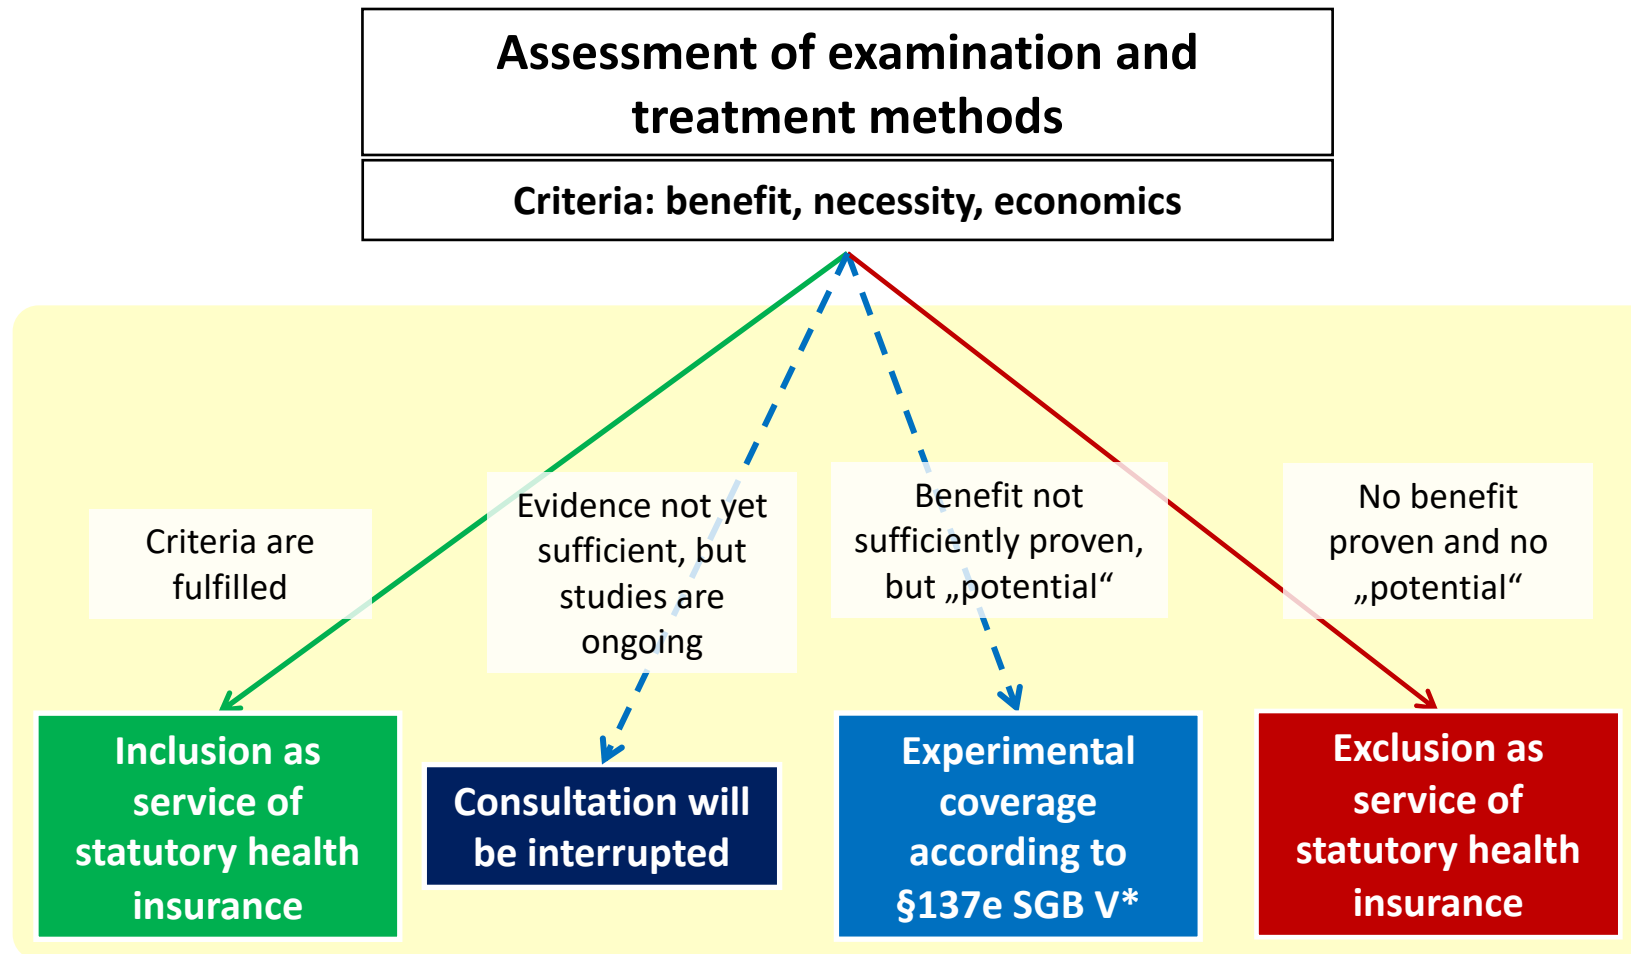 Assessment of examination and
treatment methods
Criteria: benefit, necessity, economics
Criteria are
fulfilled
Evidence not yet
sufficient, but
studies are
ongoing
Benefit not
sufficiently proven,
but „potential“
No benefit
proven and no
„potential“
Inclusion as
service of
statutory health
insurance
Consultation will
be interrupted
Experimental
coverage
according to
§137e SGB V*
Exclusion as
service of
statutory health
insurance